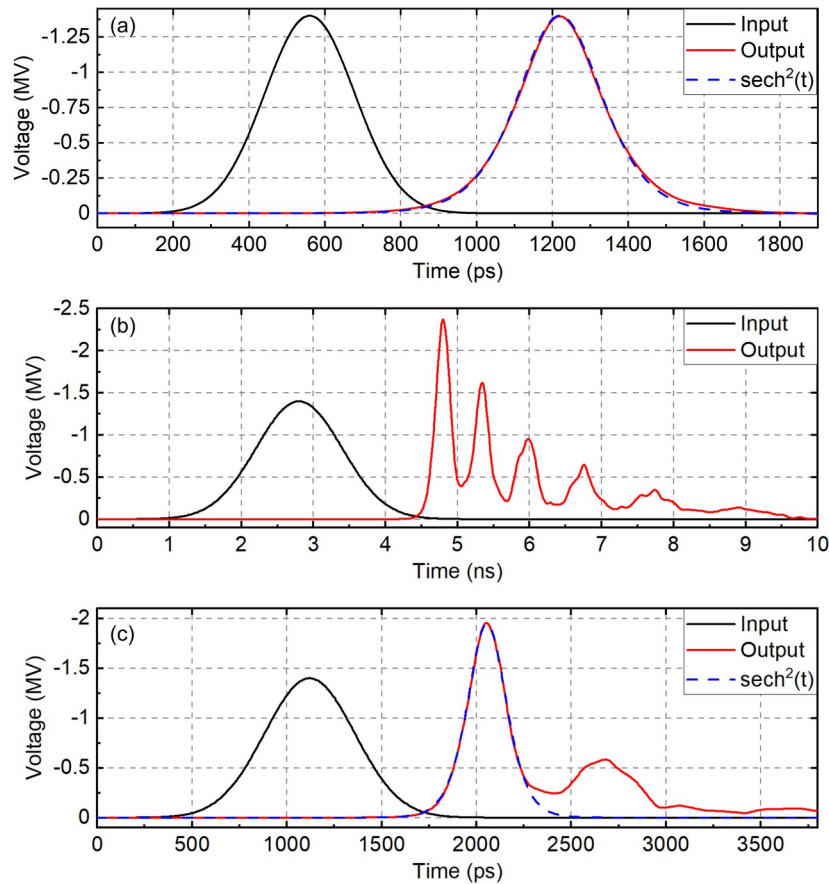 (a)
Input
Output
sech²(t)
Voltage (MV)
-1.25
-1
-0.75
-0.5
-0.25
0
0 200 400 600 800 1000 1200 1400 1600 1800
Time (ps)
(b)
Input
Output
Voltage (MV)
-2.5
-2
-1.5
-1
-0.5
0
0 1 2 3 4 5 6 7 8 9 10
Time (ns)
(c)
Input
Output
sech²(t)
Voltage (MV)
-2
-1.5
-1
-0.5
0
0 500 1000 1500 2000 2500 3000 3500
Time (ps)